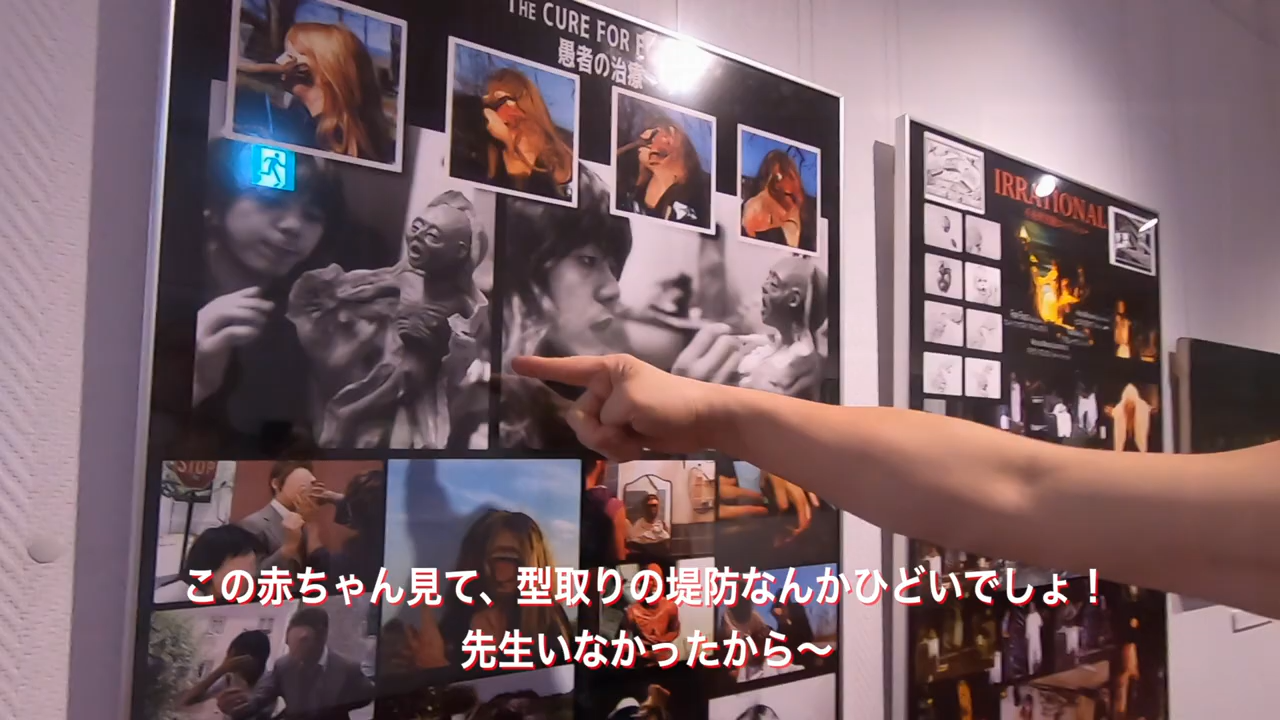 THE CURE FOR
愚者の治療
IRRATIONAL
STOP
この赤ちゃん見て、型取りの堤防なんかひどいでしょ！
先生いなかったから〜